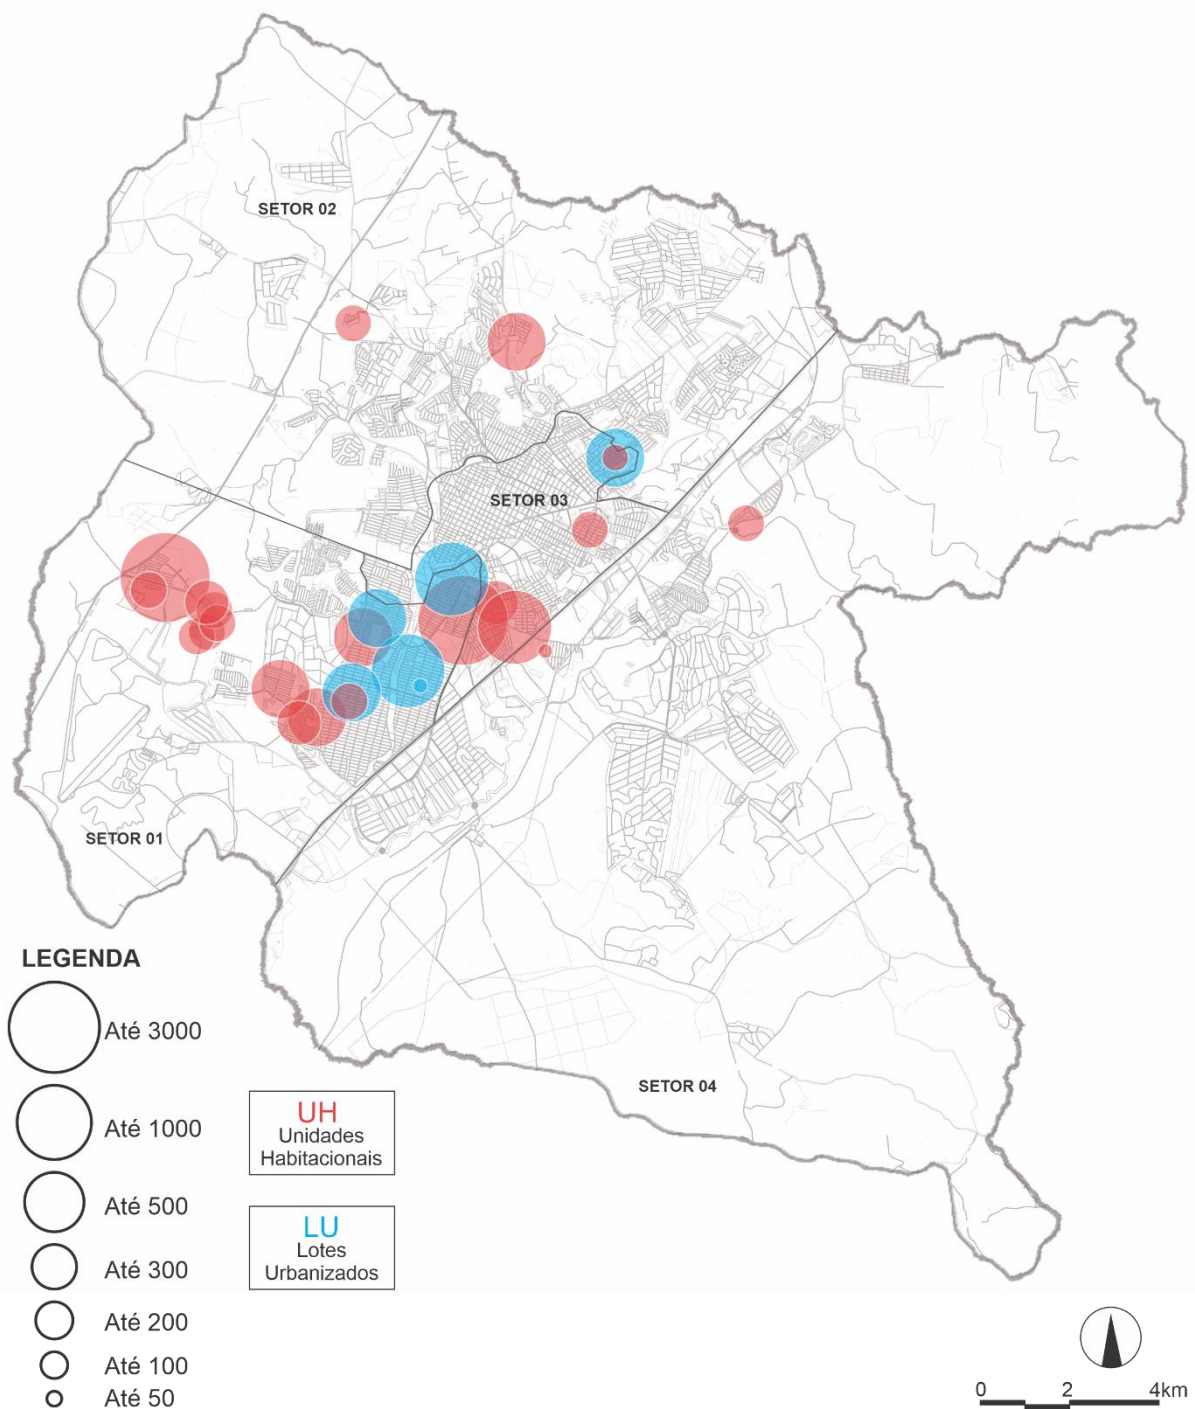 SETOR 02
SETOR 03
SETOR 01
LEGENDA
Até 3000
Até 1000
Até 500
Até 300
Até 200
Até 100
Até 50
UH
Unidades
Habitacionais
LU
Lotes
Urbanizados
SETOR 04
0 2 4km